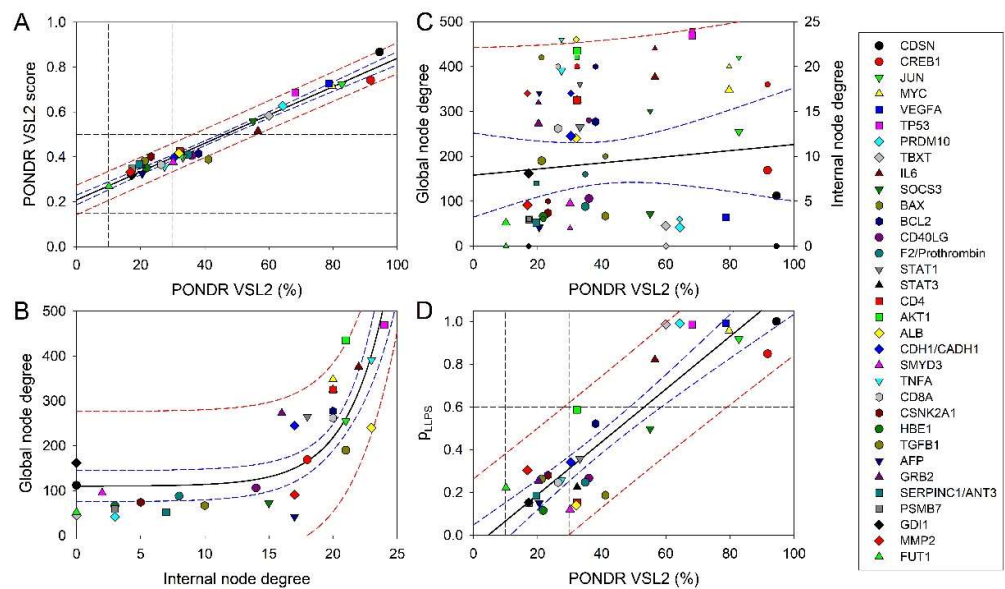 A
PONDR VSL2 score
1.0
0.8
0.6
0.4
0.2
0.0
0 20 40 60 80 100
PONDR VSL2 (%)
C
Global node degree
500
400
300
200
100
0
25
20
15
10
5
0
Internal node degree
0 20 40 60 80 100
PONDR VSL2 (%)
B
Global node degree
500
400
300
200
100
0
0 5 10 15 20 25
Internal node degree
D
pLLPS
1.0
0.8
0.6
0.4
0.2
0.0
0 20 40 60 80 100
PONDR VSL2 (%)
CDSN
CREB1
JUN
MYC
VEGFA
TP53
PRDM10
TBXT
IL6
SOCS3
BAX
BCL2
CD40LG
F2/Prothrombin
STAT1
STAT3
CD4
AKT1
ALB
CDH1/CADH1
SMYD3
TNFA
CD8A
CSNK2A1
HBE1
TGFB1
AFP
GRB2
SERPINC1/ANT3
PSMB7
GDI1
MMP2
FUT1